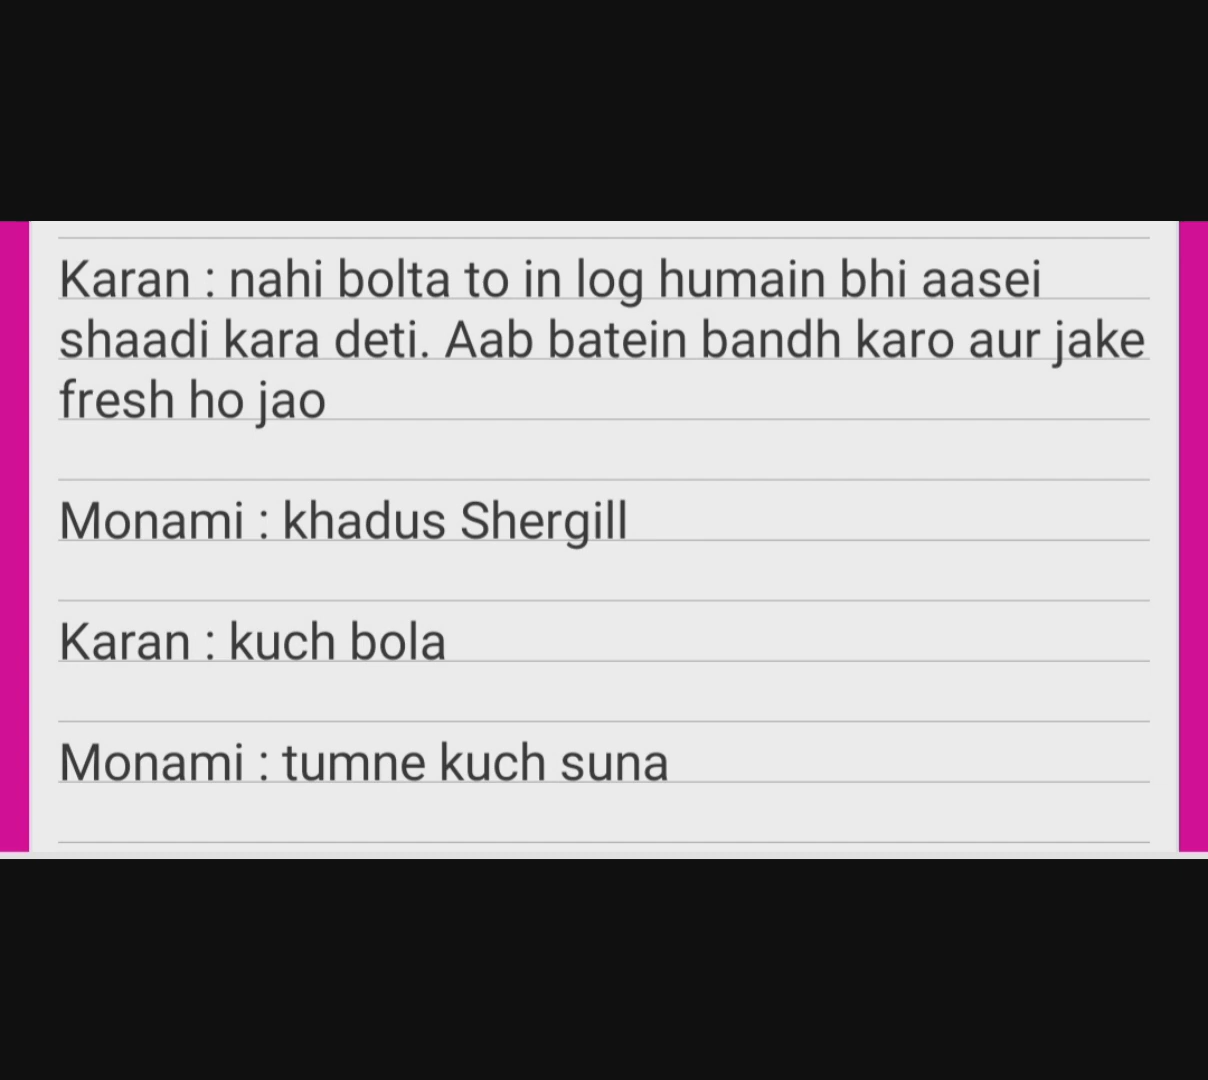 Karan : nahi bolta to in log humain bhi aasei
shaadi kara deti. Aab batein bandh karo aur jake
fresh ho jao
Monami : khadus Shergill
Karan : kuch bola
Monami : tumne kuch suna